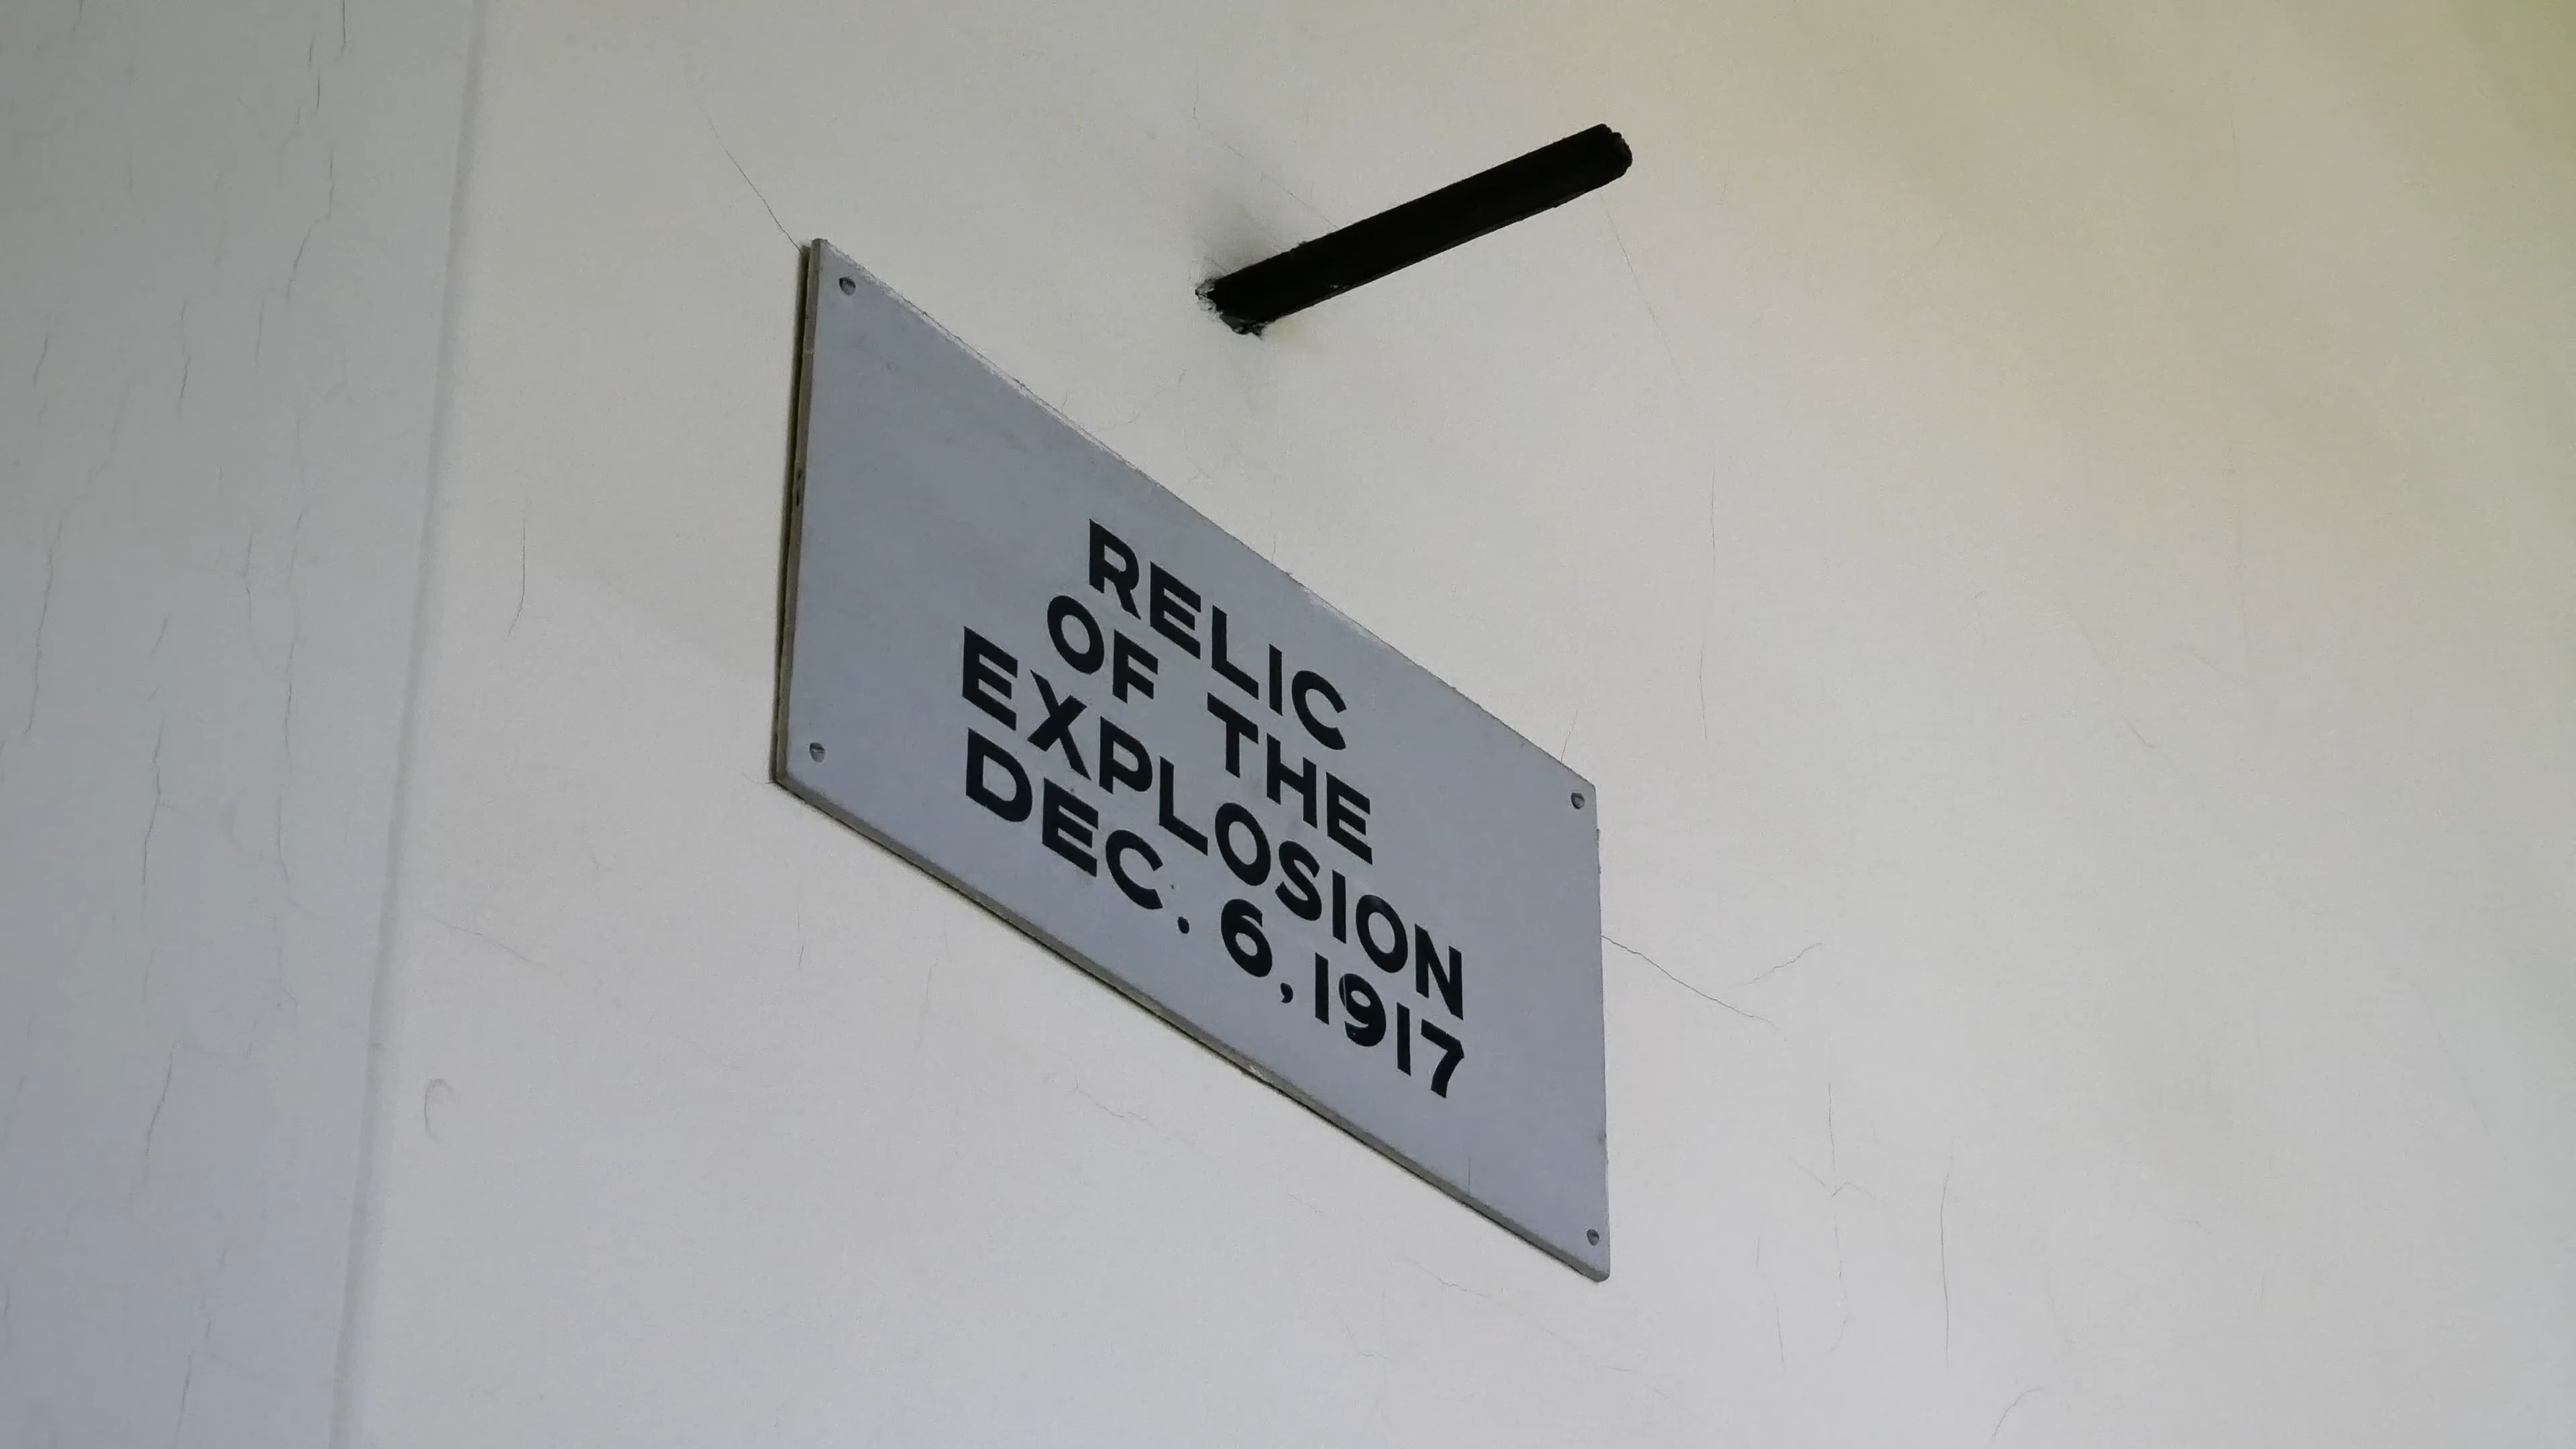 RELIC
OF THE
EXPLOSION
DEC. 6, 1917